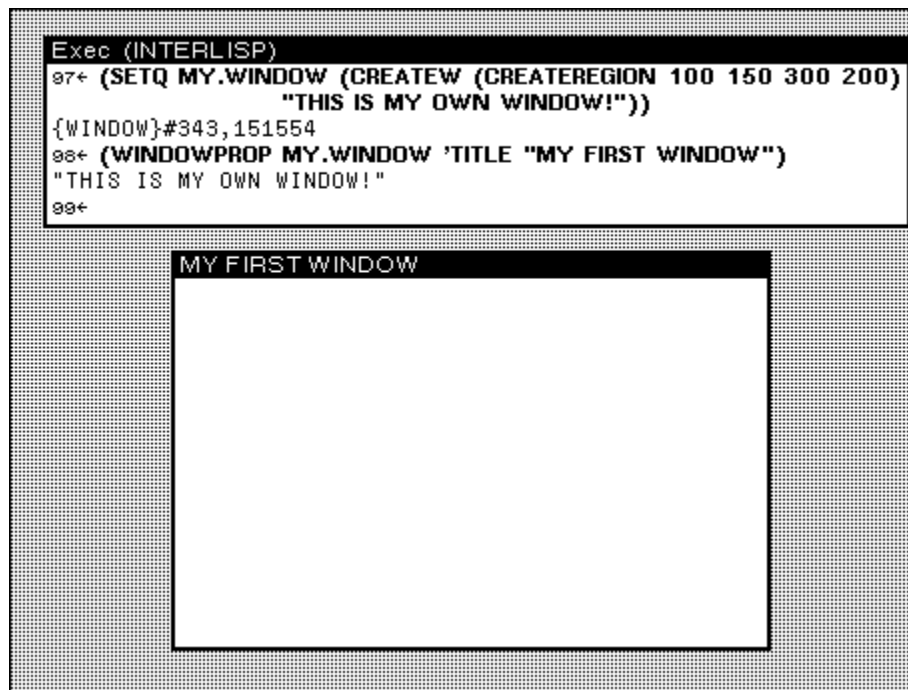 Exec (INTERLISP)
97← (SETQ MY.WINDOW (CREATEW (CREATEREGION 100 150 300 200)
"THIS IS MY OWN WINDOW!"))
{WINDOW}#343,151554
98← (WINDOWPROP MY.WINDOW 'TITLE "MY FIRST WINDOW")
"THIS IS MY OWN WINDOW!"
99←
MY FIRST WINDOW